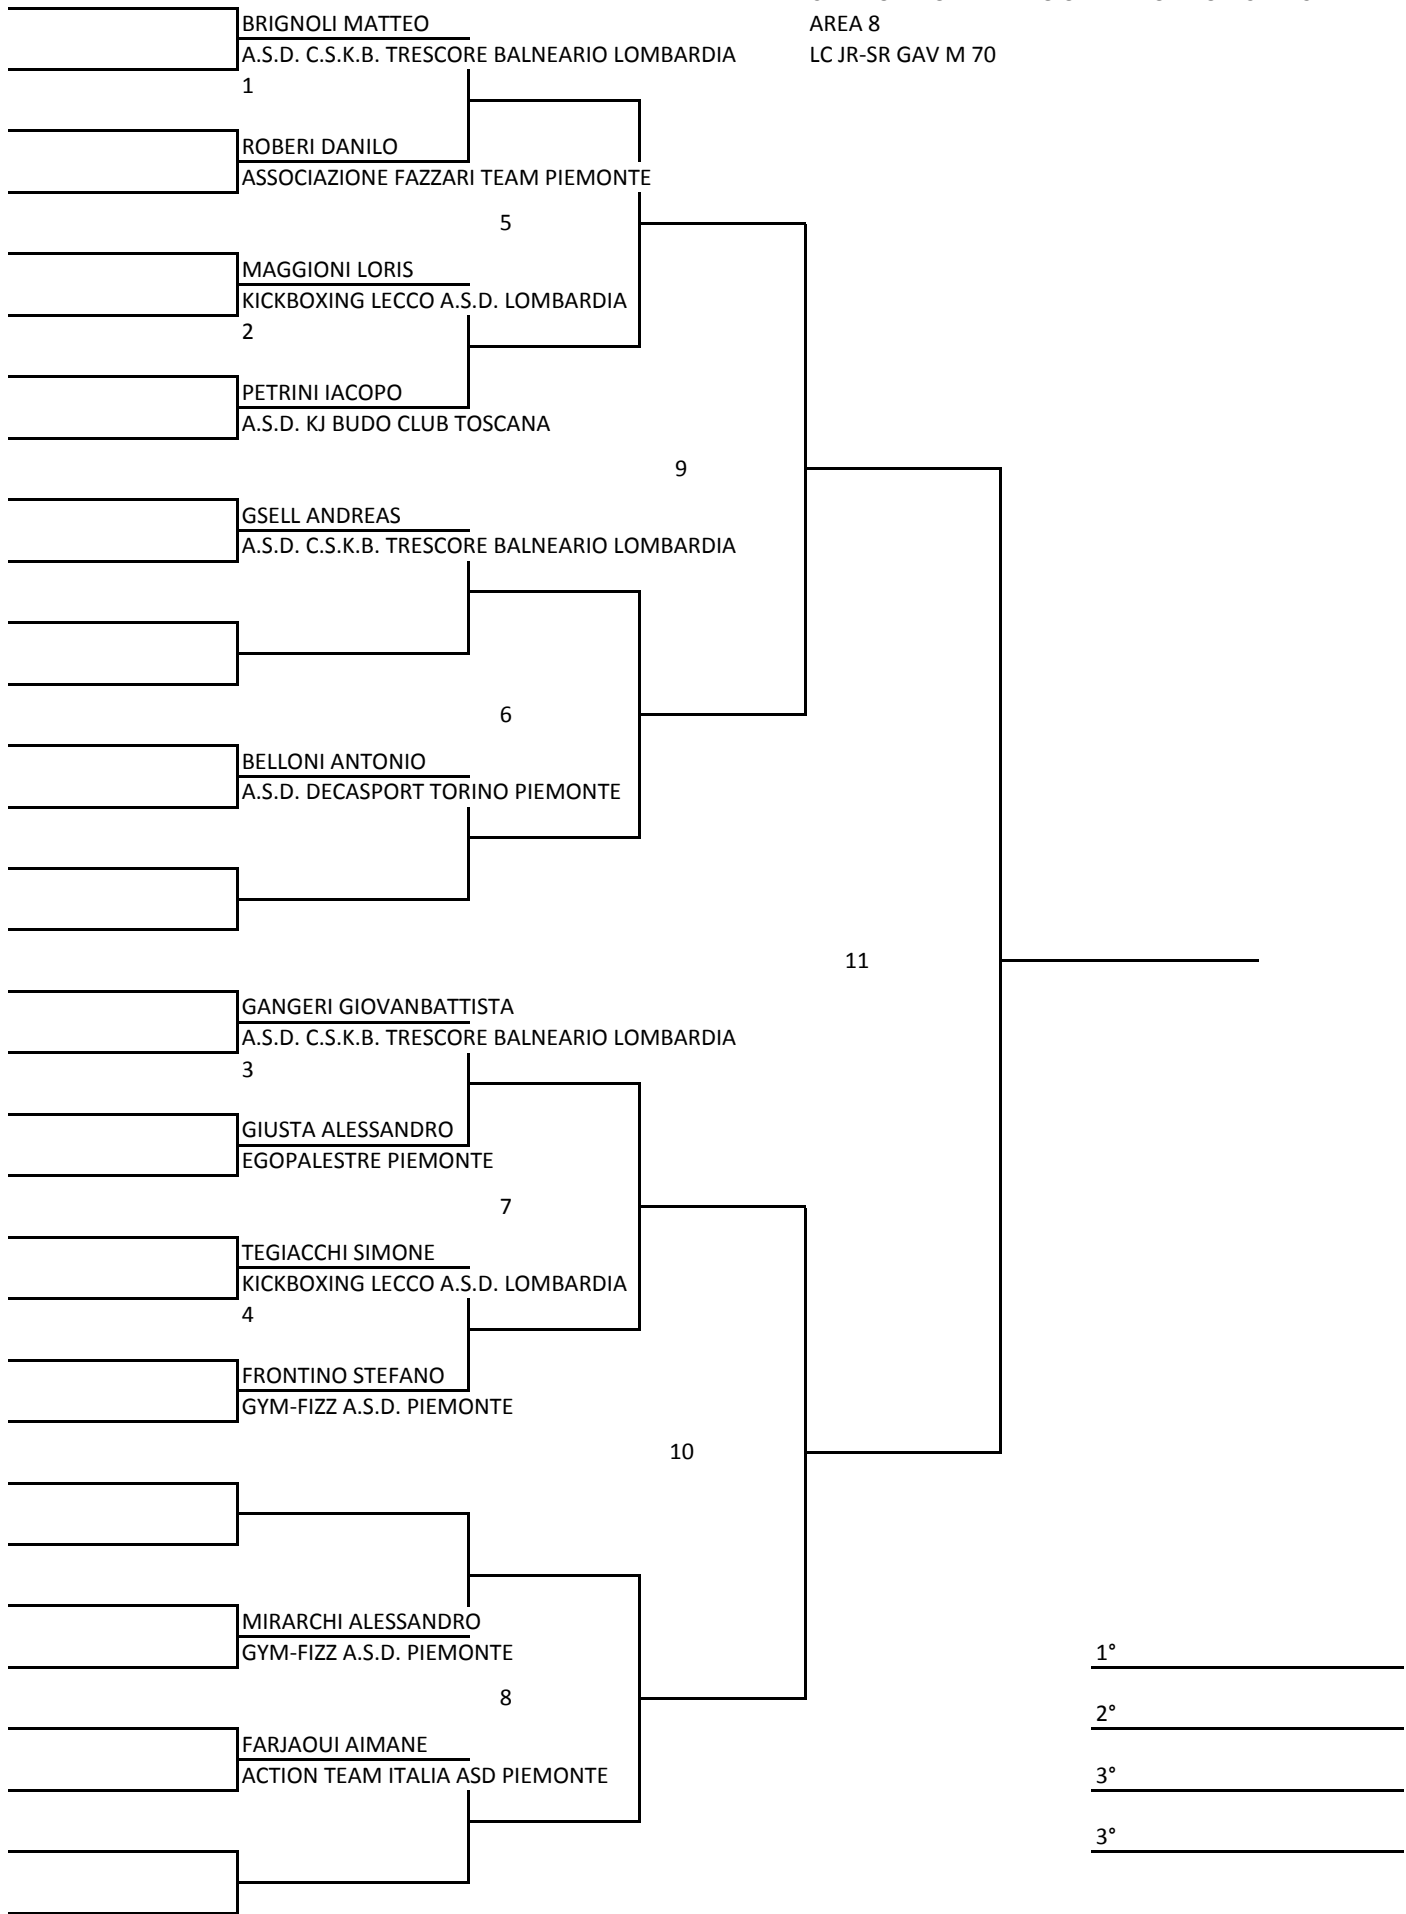 BRIGNOLI MATTEO
AREA 8
A.S.D. C.S.K.B. TRESCORE BALNEARIO LOMBARDIA
LC JR-SR GAV M 70
1
ROBERI DANILO
ASSOCIAZIONE FAZZARI TEAM PIEMONTE
5
MAGGIONI LORIS
KICKBOXING LECCO A.S.D. LOMBARDIA
2
PETRINI IACOPO
A.S.D. KJ BUDO CLUB TOSCANA
9
GSELL ANDREAS
A.S.D. C.S.K.B. TRESCORE BALNEARIO LOMBARDIA
6
BELLONI ANTONIO
A.S.D. DECASPORT TORINO PIEMONTE
11
GANGERI GIOVANBATTISTA
A.S.D. C.S.K.B. TRESCORE BALNEARIO LOMBARDIA
3
GIUSTA ALESSANDRO
EGOPALESTRE PIEMONTE
7
TEGIACCHI SIMONE
KICKBOXING LECCO A.S.D. LOMBARDIA
4
FRONTINO STEFANO
GYM-FIZZ A.S.D. PIEMONTE
10
MIRARCHI ALESSANDRO
GYM-FIZZ A.S.D. PIEMONTE
1°
8
2°
FARJAOUI AIMANE
ACTION TEAM ITALIA ASD PIEMONTE
3°
3°